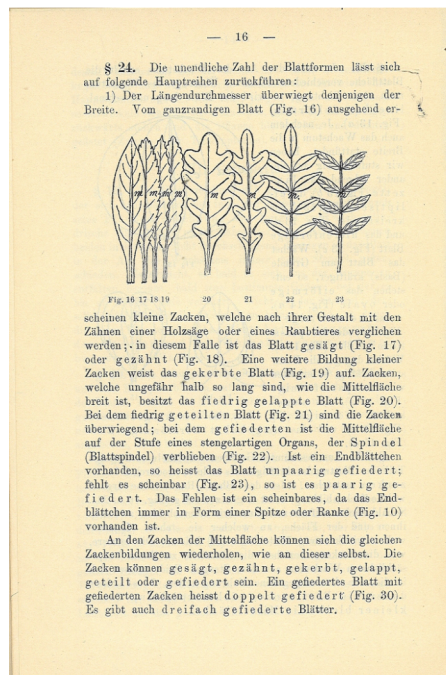 — 16 —
§ 24. Die unendliche Zahl der Blattformen lässt sich
auf folgende Hauptreihen zurückführen:
1) Der Längendurchmesser überwiegt denjenigen der
Breite. Vom ganzrandigen Blatt (Fig. 16) ausgehend er-
m m m m m m m. m
Fig. 16 17 18 19 20 21 22 23
scheinen kleine Zacken, welche nach ihrer Gestalt mit den
Zähnen einer Holzsäge oder eines Raubtieres verglichen
werden; in diesem Falle ist das Blatt gesägt (Fig. 17)
oder gezähnt (Fig. 18). Eine weitere Bildung kleiner
Zacken weist das gekerbte Blatt (Fig. 19) auf. Zacken,
welche ungefähr halb so lang sind, wie die Mittelfläche
breit ist, besitzt das fiedrig gelappte Blatt (Fig. 20).
Bei dem fiedrig geteilten Blatt (Fig. 21) sind die Zacken
überwiegend; bei dem gefiederten ist die Mittelfläche
auf der Stufe eines stengelartigen Organs, der Spindel
(Blattspindel) verblieben (Fig. 22). Ist ein Endblättchen
vorhanden, so heisst das Blatt unpaarig gefiedert;
fehlt es scheinbar (Fig. 23), so ist es paarig ge-
fiedert. Das Fehlen ist ein scheinbares, da das End-
blättchen immer in Form einer Spitze oder Ranke (Fig. 10)
vorhanden ist.
An den Zacken der Mittelfläche können sich die gleichen
Zackenbildungen wiederholen, wie an dieser selbst. Die
Zacken können gesägt, gezähnt, gekerbt, gelappt,
geteilt oder gefiedert sein. Ein gefiedertes Blatt mit
gefiederten Zacken heisst doppelt gefiedert (Fig. 30).
Es gibt auch dreifach gefiederte Blätter.